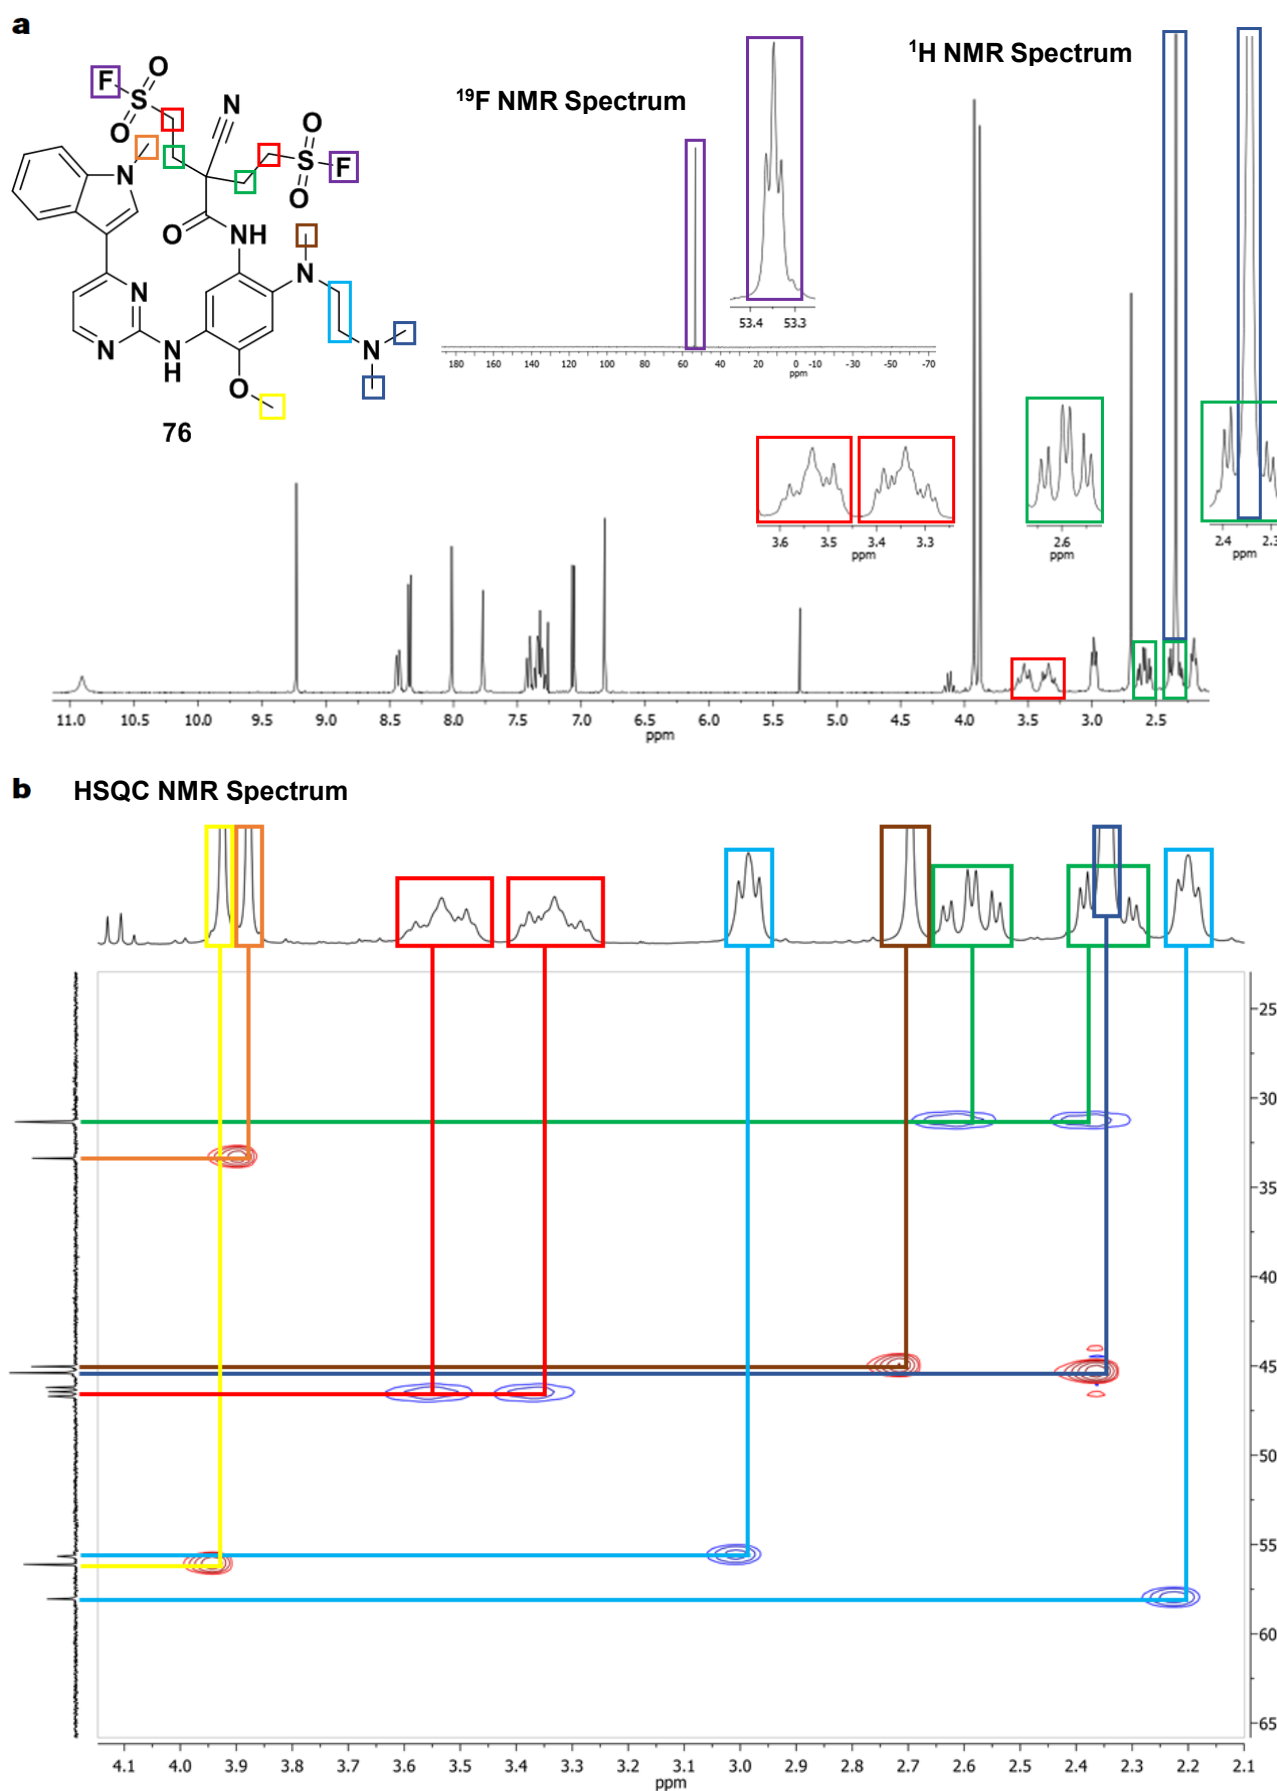 a
¹H NMR Spectrum
¹⁹F NMR Spectrum
F
S
O
O
N
O
S
F
O
N
O
NH
N
N
N
N
H
O
N
76
53.4 53.3
180 160 140 120 100 80 60 40 20 0 -10 -30 -50 -70
ppm
3.6 3.5 3.4 3.3
ppm
2.6
ppm
2.4 2.3
ppm
11.0 10.5 10.0 9.5 9.0 8.5 8.0 7.5 7.0 6.5 6.0 5.5 5.0 4.5 4.0 3.5 3.0 2.5
ppm
b HSQC NMR Spectrum
25
30
35
40
45
50
55
60
65
4.1 4.0 3.9 3.8 3.7 3.6 3.5 3.4 3.3 3.2 3.1 3.0 2.9 2.8 2.7 2.6 2.5 2.4 2.3 2.2 2.1
ppm